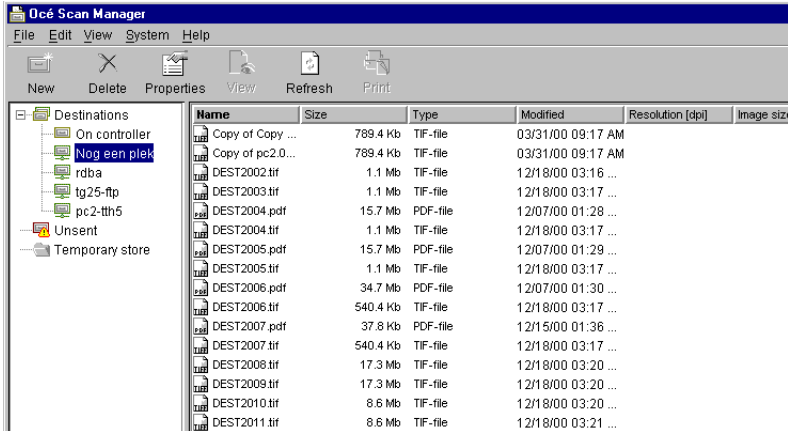 Océ Scan Manager
File Edit View System Help
New Delete Properties View Refresh Print
Destinations
On controller
Nog een plek
rdba
tg25-ftp
pc2-tth5
Unsent
Temporary store
Name Size Type Modified Resolution [dpi] Image size
Copy of Copy ... 789.4 Kb TIF-file 03/31/00 09:17 AM
Copy of pc2.0... 789.4 Kb TIF-file 03/31/00 09:17 AM
DEST2002.tif 1.1 Mb TIF-file 12/18/00 03:16 ...
DEST2003.tif 1.1 Mb TIF-file 12/18/00 03:17 ...
DEST2004.pdf 15.7 Mb PDF-file 12/07/00 01:28 ...
DEST2004.tif 1.1 Mb TIF-file 12/18/00 03:17 ...
DEST2005.pdf 15.7 Mb PDF-file 12/07/00 01:29 ...
DEST2005.tif 1.1 Mb TIF-file 12/18/00 03:17 ...
DEST2006.pdf 34.7 Mb PDF-file 12/07/00 01:30 ...
DEST2006.tif 540.4 Kb TIF-file 12/18/00 03:17 ...
DEST2007.pdf 37.8 Kb PDF-file 12/15/00 01:36 ...
DEST2007.tif 540.4 Kb TIF-file 12/18/00 03:17 ...
DEST2008.tif 17.3 Mb TIF-file 12/18/00 03:20 ...
DEST2009.tif 17.3 Mb TIF-file 12/18/00 03:20 ...
DEST2010.tif 8.6 Mb TIF-file 12/18/00 03:20 ...
DEST2011.tif 8.6 Mb TIF-file 12/18/00 03:21 ...